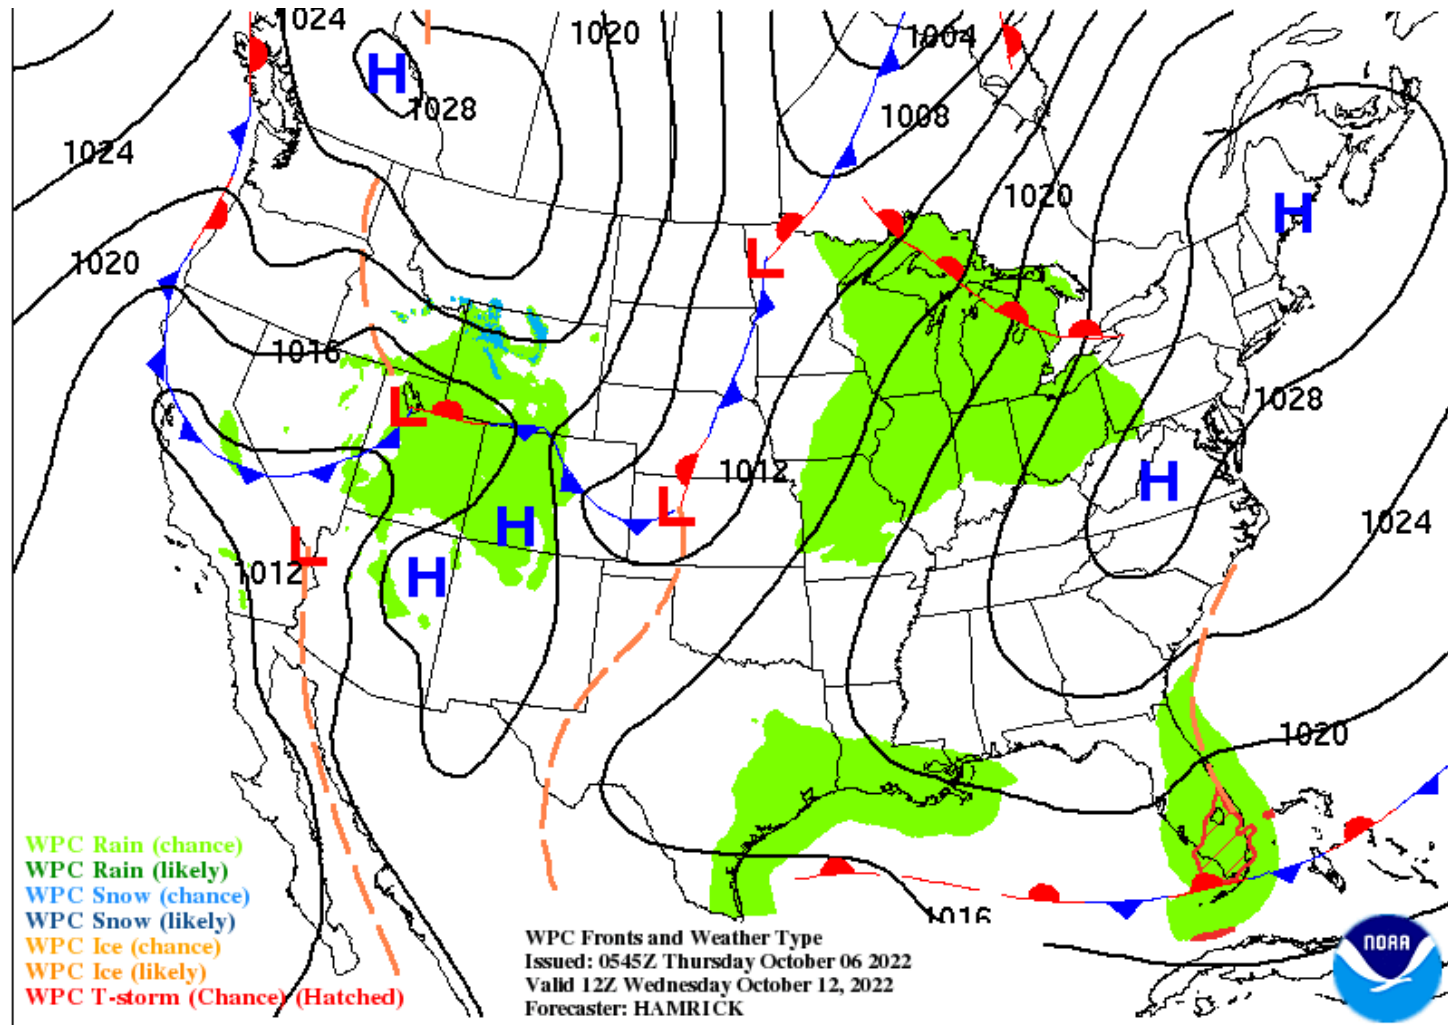 1024
1020
1004
H
1028
1008
1024
1020
H
1020
L
1016
1028
L
1012
H
H
L
1024
L
H
1012
1020
WPC Rain (chance)
WPC Rain (likely)
WPC Snow (chance)
WPC Snow (likely)
WPC Ice (chance)
WPC Ice (likely)
WPC T-storm (Chance) (Hatched)
1016
WPC Fronts and Weather Type
Issued: 0545Z Thursday October 06 2022
Valid 12Z Wednesday October 12, 2022
Forecaster: HAMRICK
NOAA